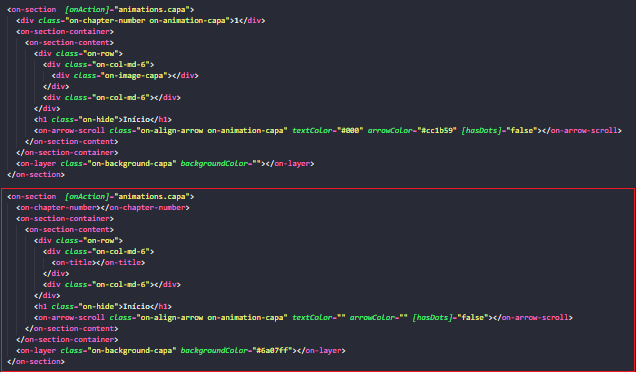 <on-section  [onAction]="animations.capa">
<div class="on-chapter-number on-animation-capa">1</div>
<on-section-container>
<on-section-content>
<div class="on-row">
<div class="on-col-md-6">
<div class="on-image-capa"></div>
</div>
<div class="on-col-md-6"></div>
</div>
<h1 class="on-hide">Início</h1>
<on-arrow-scroll class="on-align-arrow on-animation-capa" textColor="#000" arrowColor="#cc1b59" [hasDots]="false"></on-arrow-scroll>
</on-section-content>
</on-section-container>
<on-layer class="on-background-capa" backgroundColor=""></on-layer>
</on-section>
<on-section  [onAction]="animations.capa">
<on-chapter-number></on-chapter-number>
<on-section-container>
<on-section-content>
<div class="on-row">
<div class="on-col-md-6">
<on-title></on-title>
</div>
<div class="on-col-md-6"></div>
</div>
<h1 class="on-hide">Início</h1>
<on-arrow-scroll class="on-align-arrow on-animation-capa" textColor="" arrowColor="" [hasDots]="false"></on-arrow-scroll>
</on-section-content>
</on-section-container>
<on-layer class="on-background-capa" backgroundColor="#6a07ff"></on-layer>
</on-section>